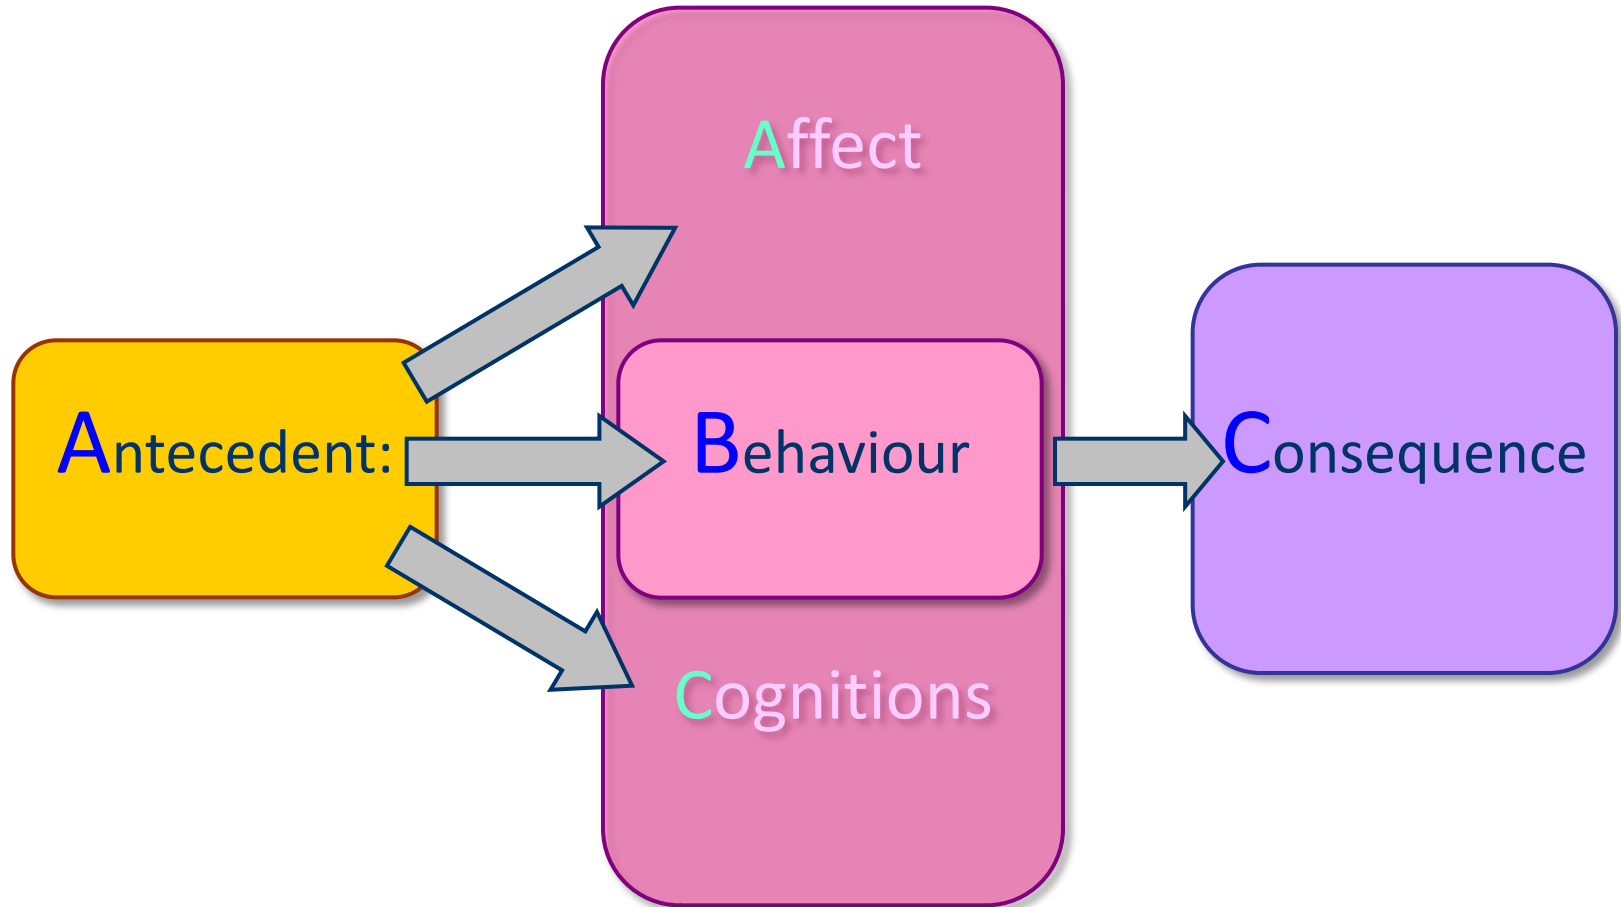 Affect
Antecedent:
Behaviour
Consequence
Cognitions